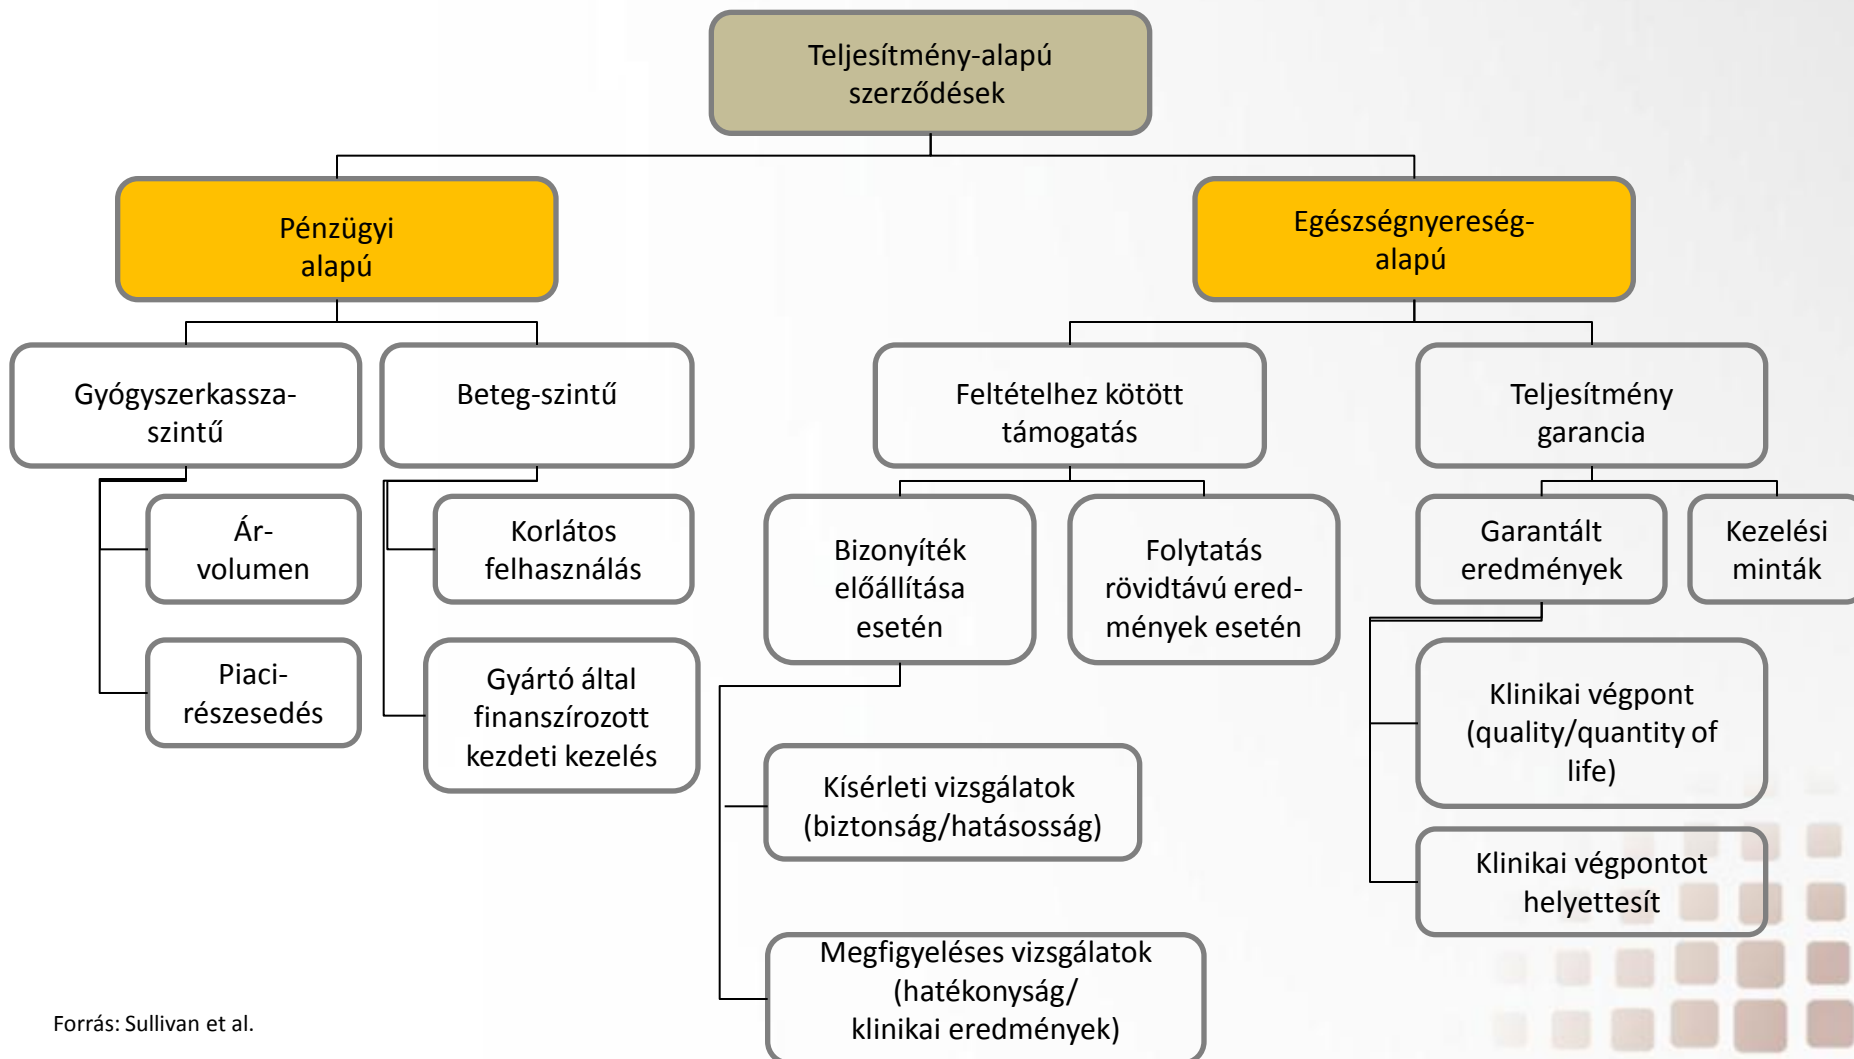 Teljesítmény-alapú
szerződések
Pénzügyi
alapú
Egészségnyereség-
alapú
Gyógyszerkassza-
szintű
Beteg-szintű
Feltételhez kötött
támogatás
Teljesítmény
garancia
Ár-
volumen
Korlátos
felhasználás
Bizonyíték
előállítása
esetén
Folytatás
rövidtávú ered-
mények esetén
Garantált
eredmények
Kezelési
minták
Piaci-
részesedés
Gyártó által
finanszírozott
kezdeti kezelés
Klinikai végpont
(quality/quantity of
life)
Kísérleti vizsgálatok
(biztonság/hatásosság)
Klinikai végpontot
helyettesít
Megfigyeléses vizsgálatok
(hatékonyság/
klinikai eredmények)
Forrás: Sullivan et al.